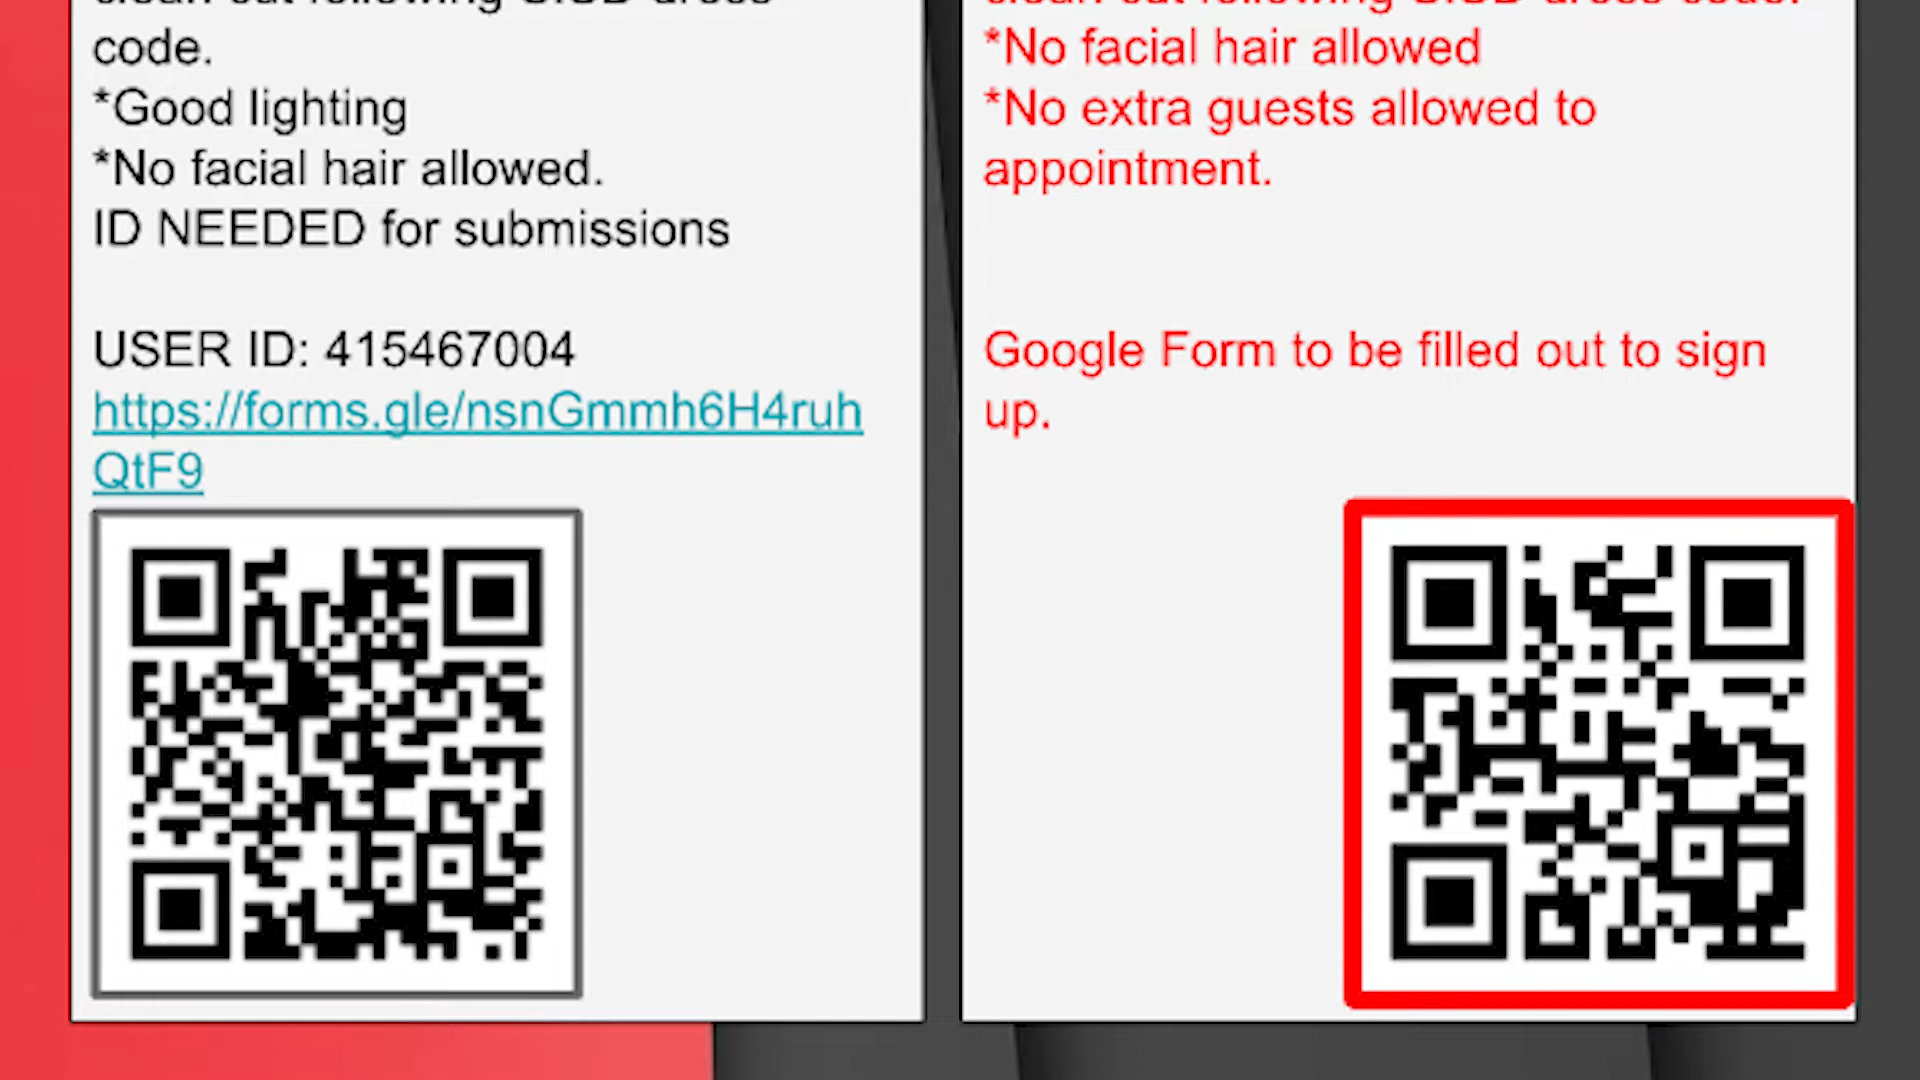 code.
*Good lighting
*No facial hair allowed.
ID NEEDED for submissions
USER ID: 415467004
https://forms.gle/nsnGmmh6H4ruh
QtF9
*No facial hair allowed
*No extra guests allowed to
appointment.
Google Form to be filled out to sign
up.